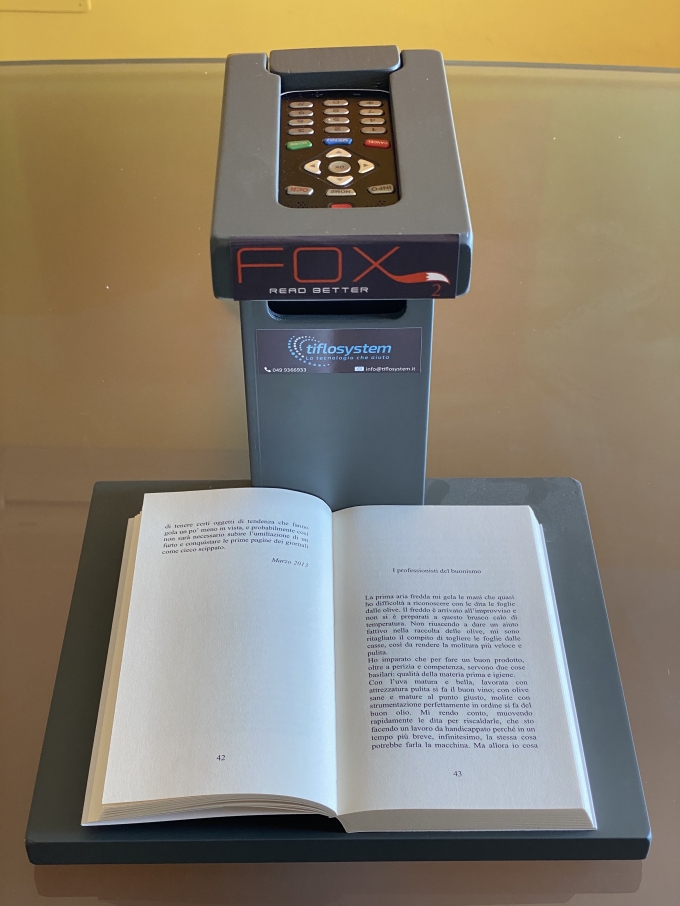 FOX
READ BETTER 2
tiflosystem
La tecnologia che aiuta
049.9366933 info@tiflosystem.it
di tenere certi oggetti di tendenza che fanno
gola un po' meno in vista, e probabilmente così
non sarà necessario subire l'umiliazione di un
furto e conquistare le prime pagine dei giornali
come cieco scippato.
Marzo 2013
42
I professionisti del buonismo
La prima aria fredda mi gela le mani che quasi
ho difficoltà a riconoscere con le dita le foglie
dalle olive. Il freddo è arrivato all'improvviso e
non si è preparati a questo brusco calo di
temperatura. Non riuscendo a dare un aiuto
fattivo nella raccolta delle olive, mi sono
ritagliato il compito di togliere le foglie dalle
casse, così da rendere la molitura più veloce e
pulita.
Ho imparato che per fare un buon prodotto,
oltre a perizia e competenza, servono due cose
basilari: qualità della materia prima e igiene.
Con l'uva matura e bella, lavorata con
attrezzatura pulita si fa il buon vino; con olive
sane e mature al punto giusto, molite con
strumentazione perfettamente in ordine si fa del
buon olio. Mi rendo conto, muovendo
rapidamente le dita per riscaldarle, che sto
facendo un lavoro da handicappato perché in un
tempo più breve, infinitesimo, la stessa cosa
potrebbe farla la macchina. Ma allora io cosa
43